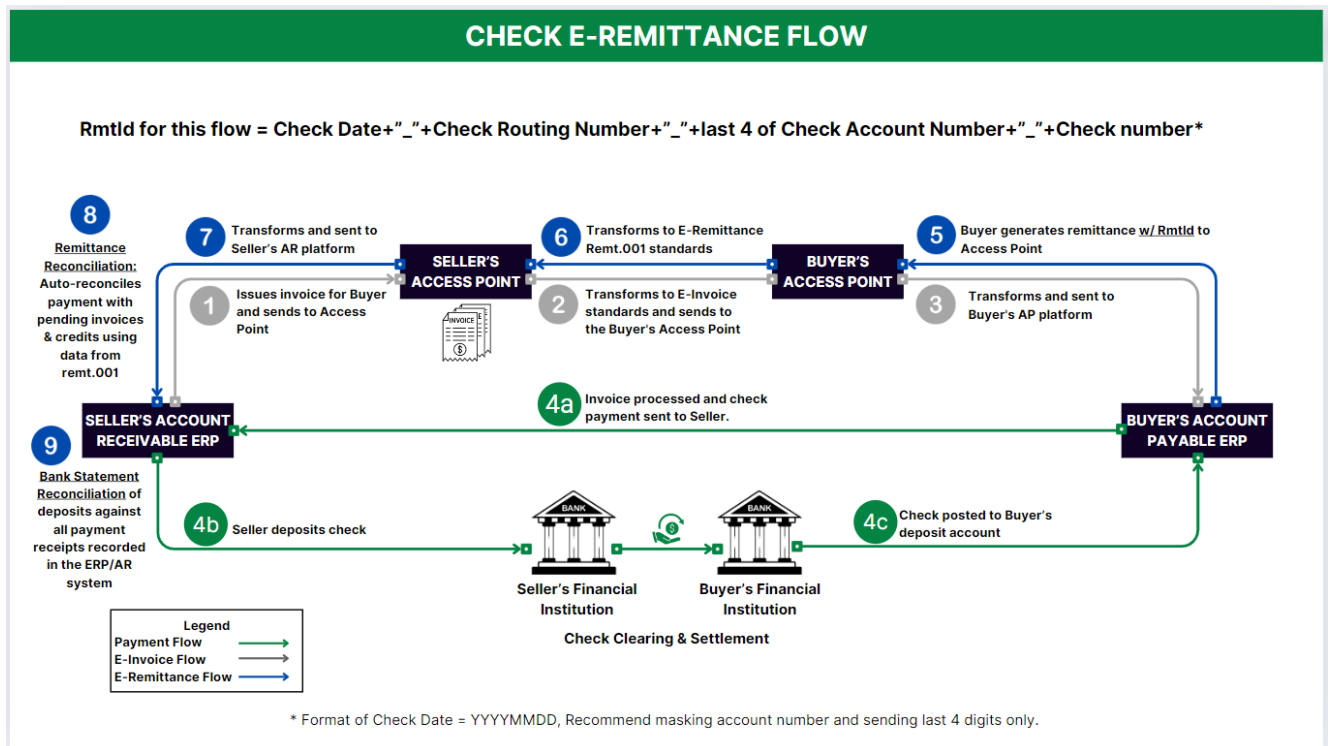 CHECK E-REMITTANCE FLOW
RmtId for this flow = Check Date+”_”+Check Routing Number+”_”+last 4 of Check Account Number+”_”+Check number*
8
Remittance
Reconciliation:
Auto-reconciles
payment with
pending invoices
& credits using
data from
remt.001
7
Transforms and sent to
Seller’s AR platform
SELLER’S
ACCESS POINT
6
Transforms to E-Remittance
Remt.001 standards
BUYER’S
ACCESS POINT
5
Buyer generates remittance w/ RmtId to
Access Point
1
Issues invoice for Buyer
and sends to Access
Point
INVOICE
$
2
Transforms to E-Invoice
standards and sends to
the Buyer's Access Point
3
Transforms and sent to
Buyer's AP platform
4a
Invoice processed and check
payment sent to Seller.
SELLER’S ACCOUNT
RECEIVABLE ERP
BUYER’S ACCOUNT
PAYABLE ERP
9
Bank Statement
Reconciliation of
deposits against
all payment
receipts recorded
in the ERP/AR
system
4b
Seller deposits check
BANK
$
BANK
4c
Check posted to Buyer’s
deposit account
Seller’s Financial
Institution
Buyer’s Financial
Institution
Check Clearing & Settlement
Legend
Payment Flow
E-Invoice Flow
E-Remittance Flow
* Format of Check Date = YYYYMMDD, Recommend masking account number and sending last 4 digits only.